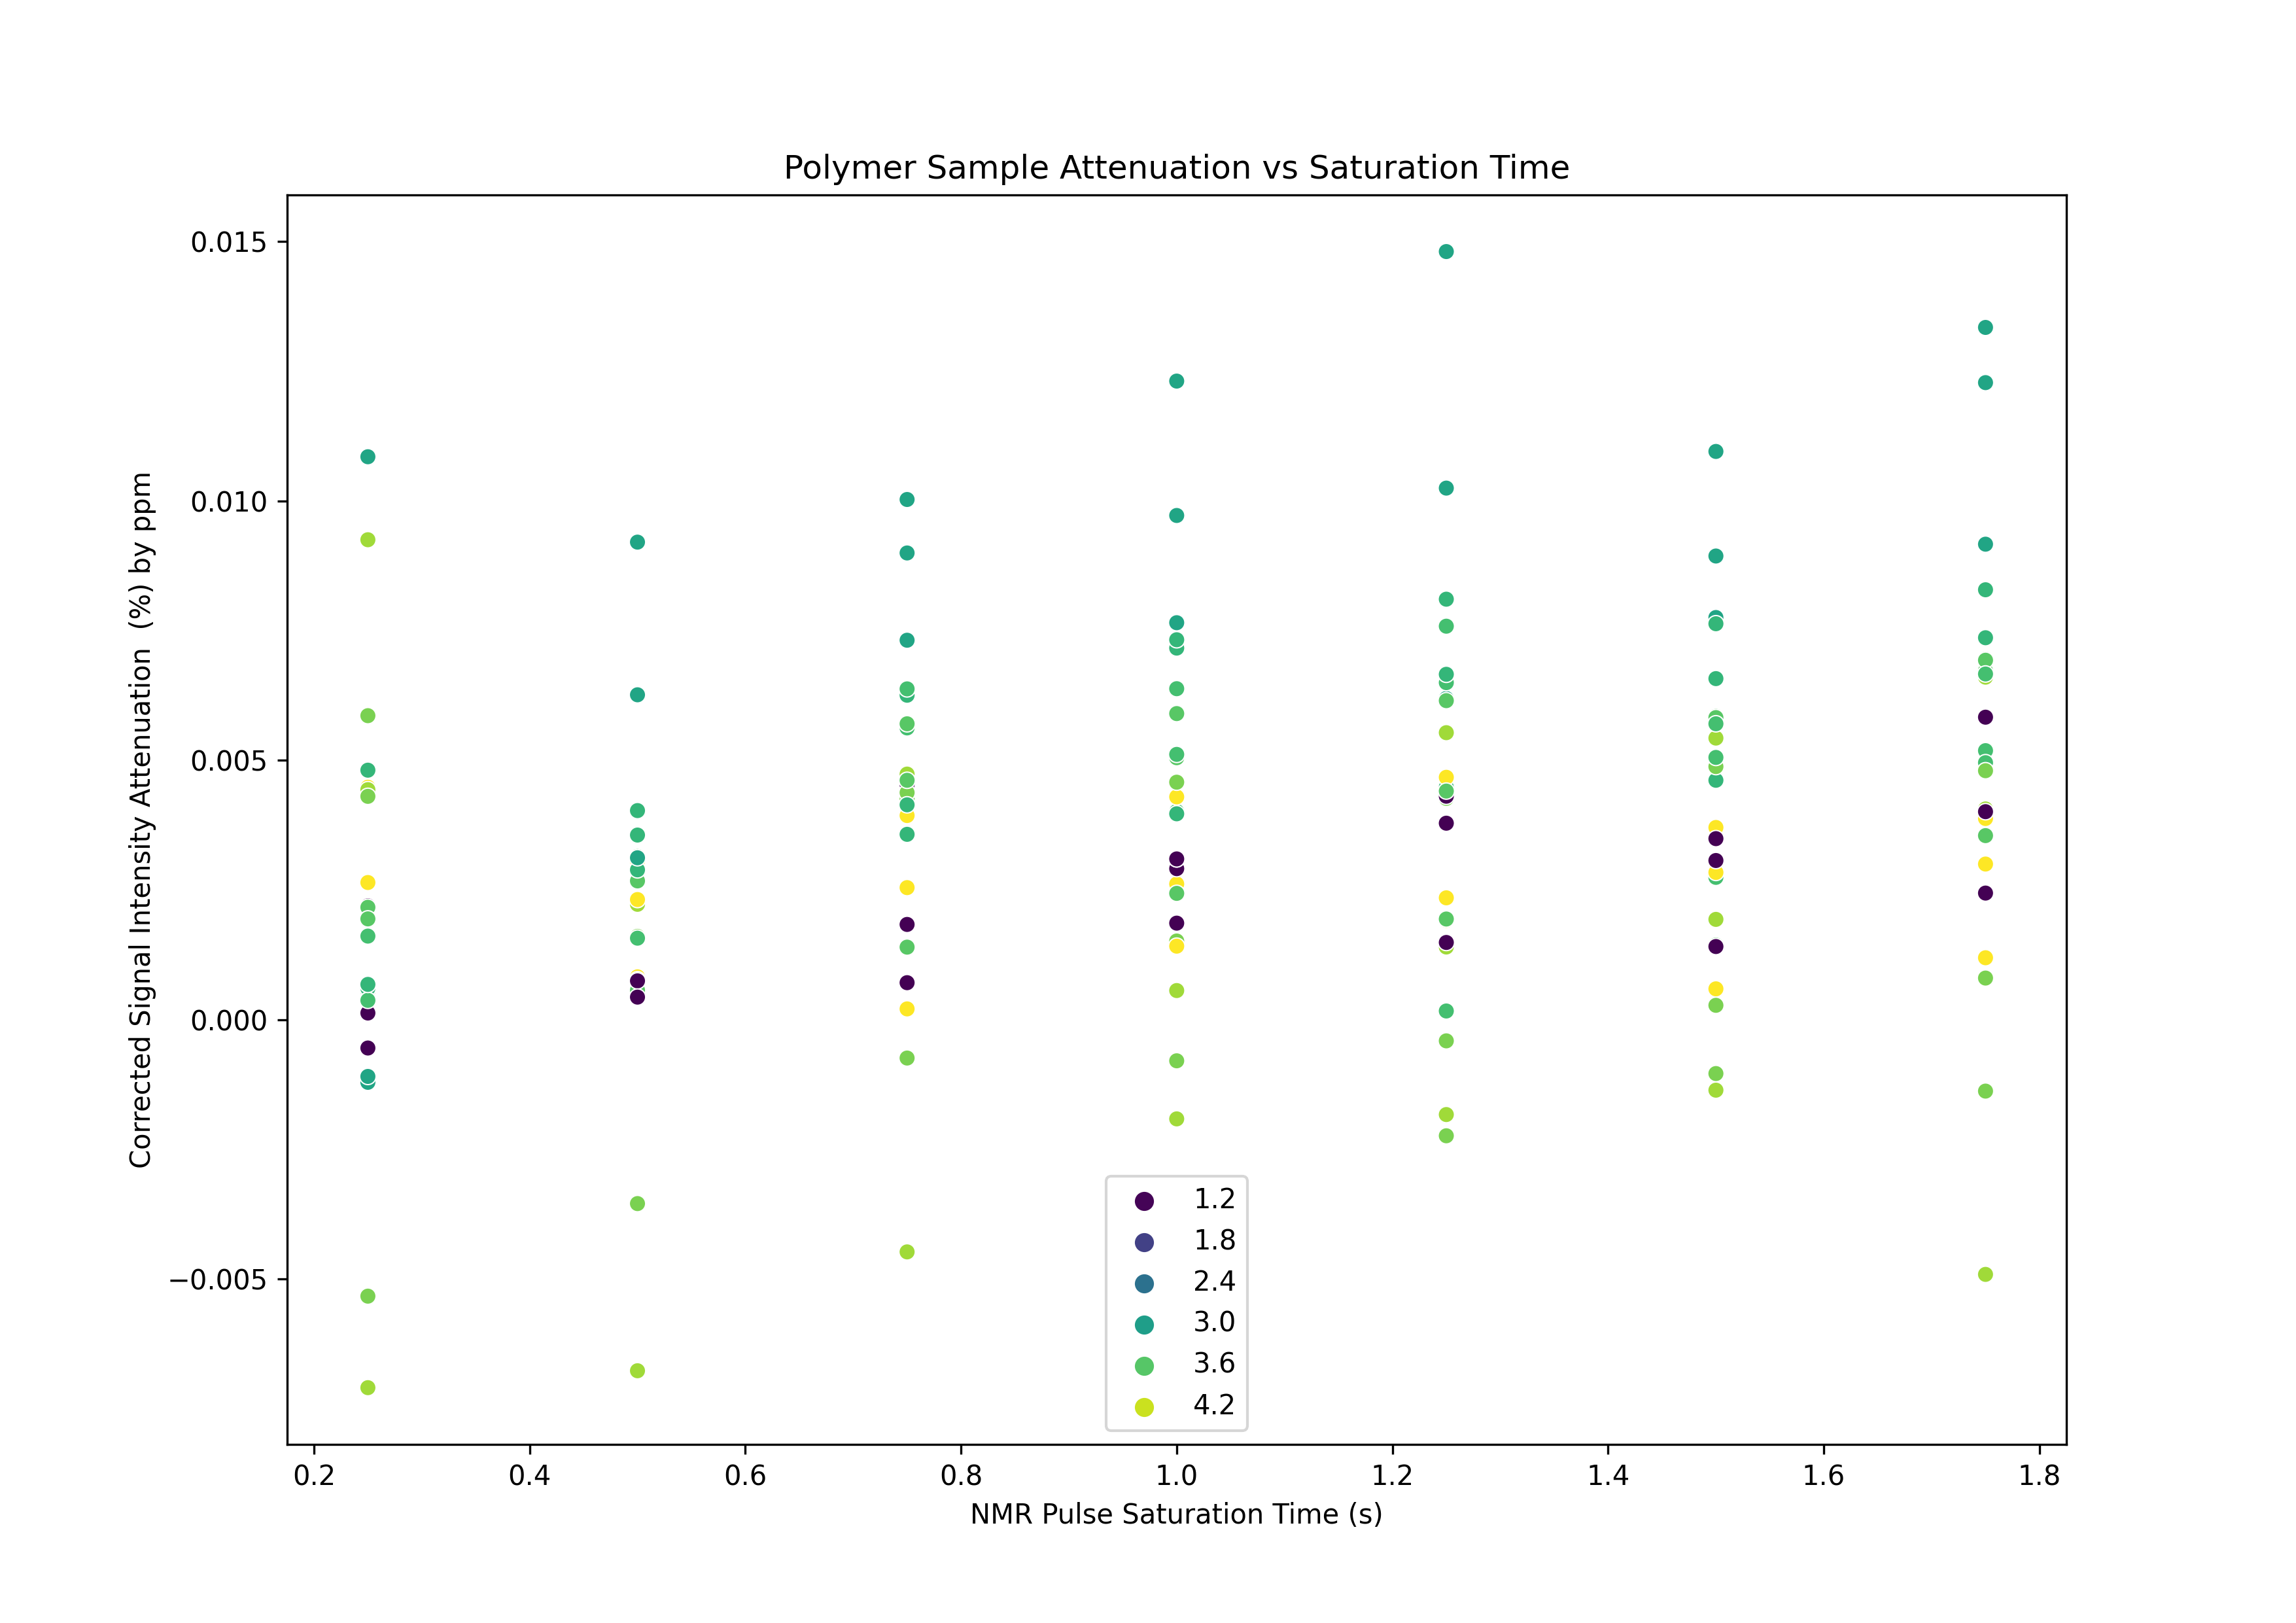 Polymer Sample Attenuation vs Saturation Time
Corrected Signal Intensity Attenuation  (%) by ppm
0.015
0.010
0.005
0.000
−0.005
1.2
1.8
2.4
3.0
3.6
4.2
0.2 0.4 0.6 0.8 1.0 1.2 1.4 1.6 1.8
NMR Pulse Saturation Time (s)